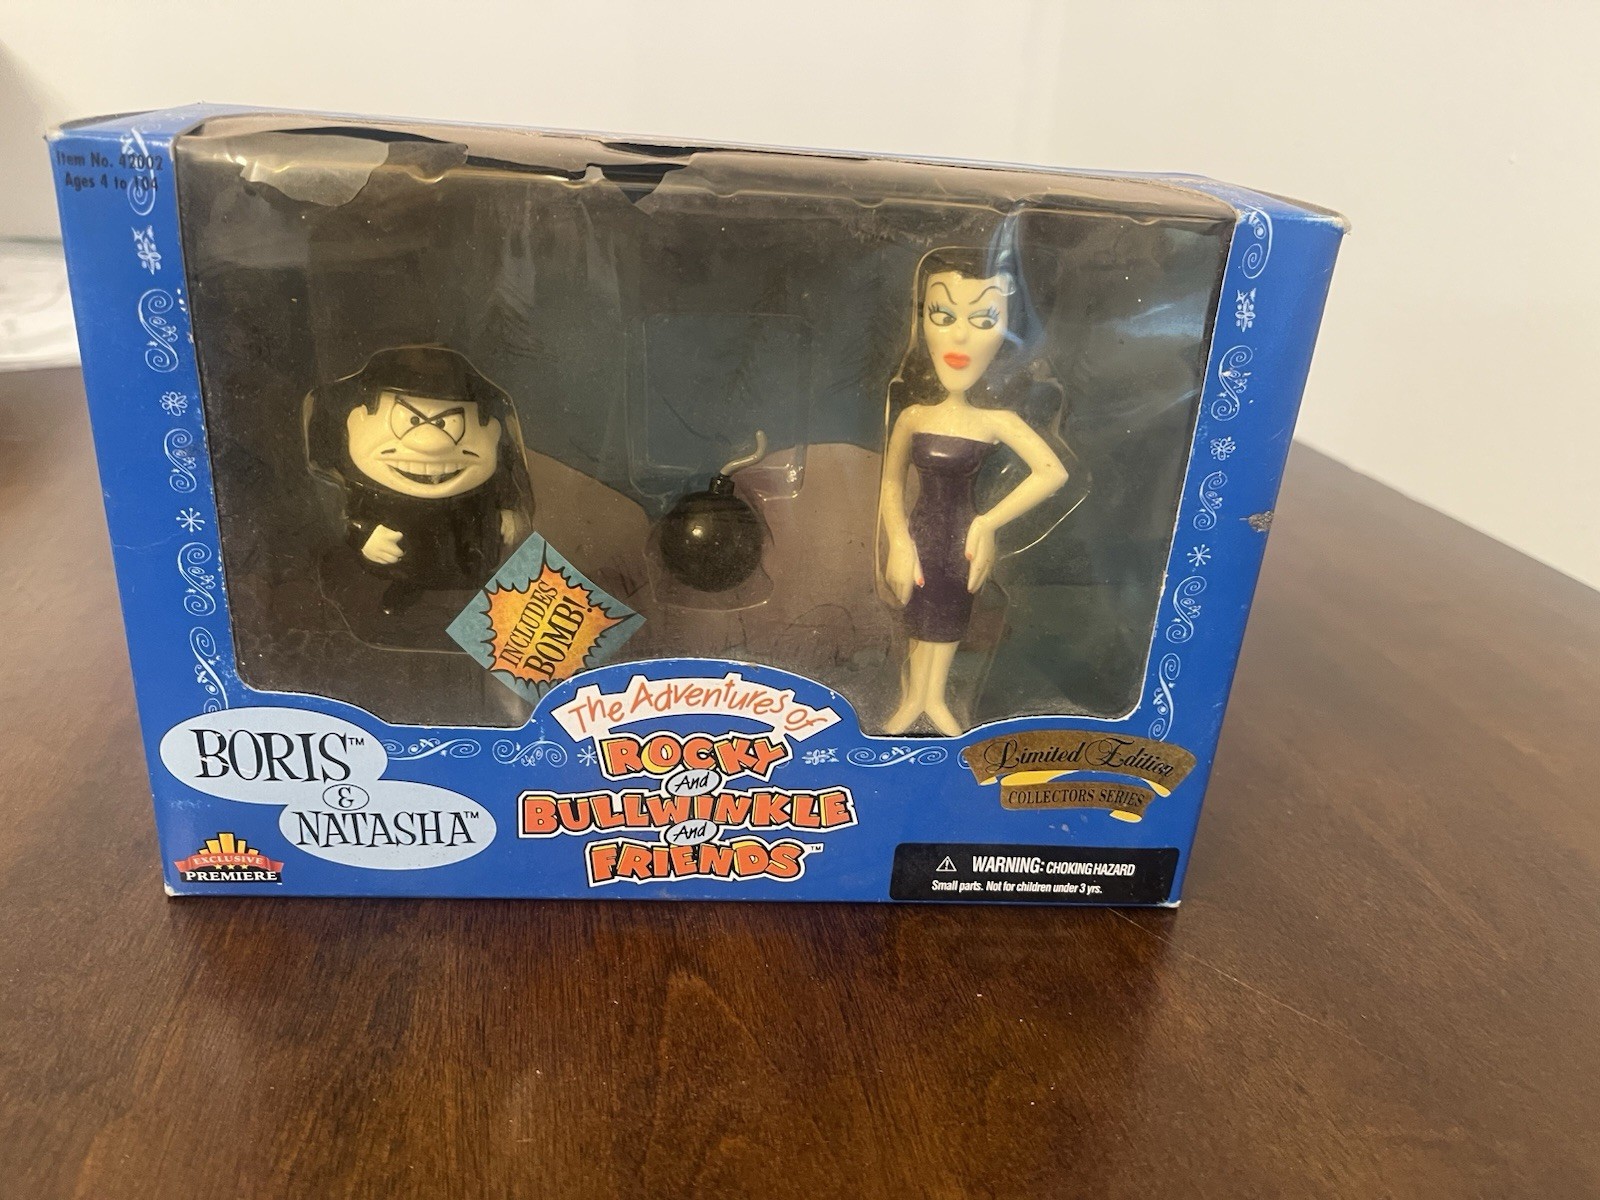 Item No. 42002
Ages 4 to 104
INCLUDES
BOMB!
The Adventures of
ROCKY
And
BULLWINKLE
And
FRIENDS™
BORIS™
&
NATASHA™
EXCLUSIVE
PREMIERE
Limited Edition
COLLECTORS SERIES
WARNING: CHOKING HAZARD
Small parts. Not for children under 3 yrs.